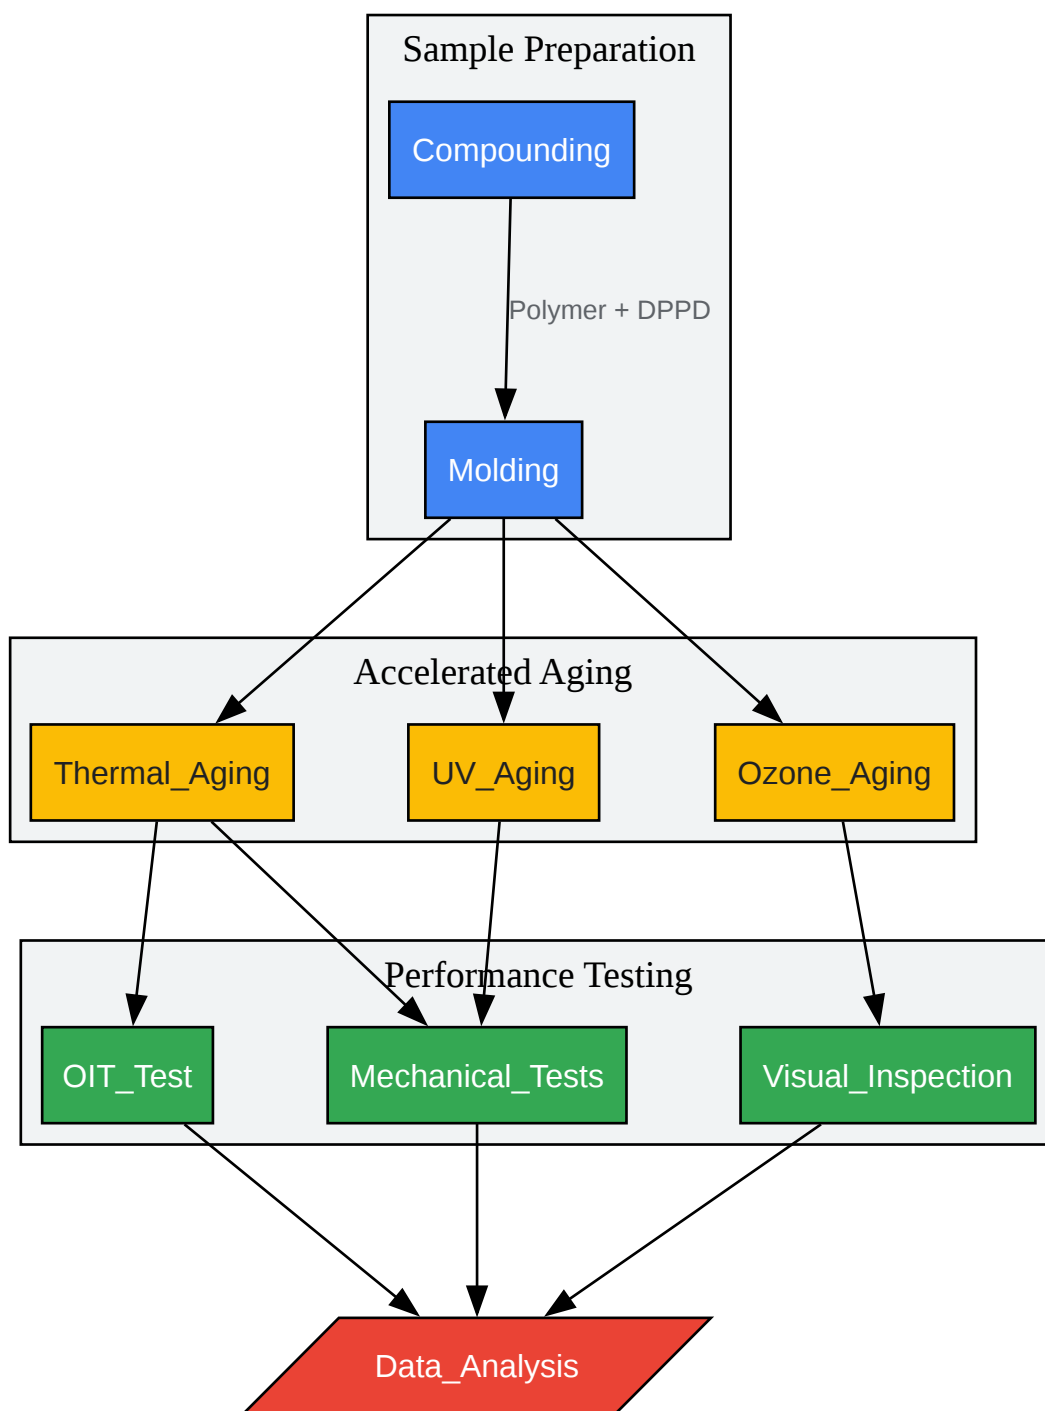 Sample Preparation
Compounding
Polymer + DPPD
Molding
Accelerated Aging
Thermal_Aging
UV_Aging
Ozone_Aging
Performance Testing
OIT_Test
Mechanical_Tests
Visual_Inspection
Data_Analysis